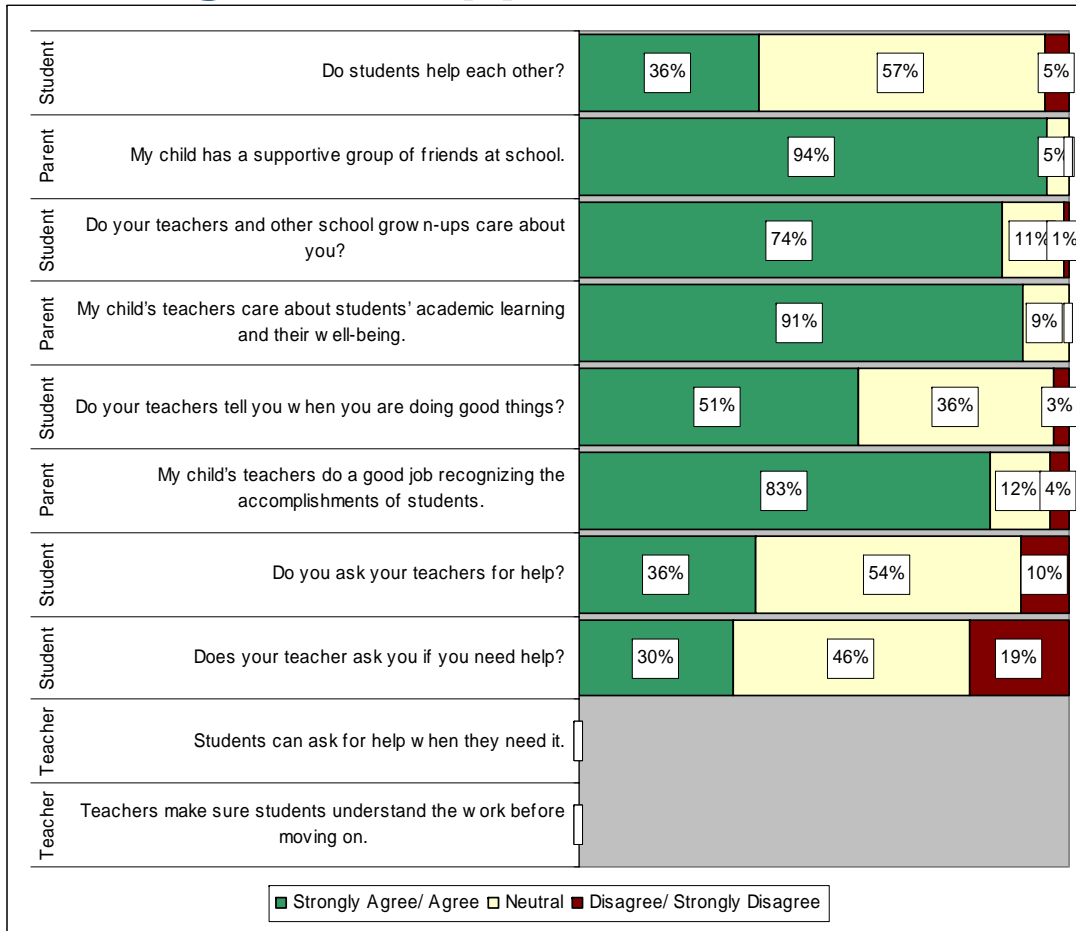 Student
Do students help each other?
36%
57%
5%
Parent
My child has a supportive group of friends at school.
94%
5%
Student
Do your teachers and other school grow n-ups care about
you?
74%
11%
1%
Parent
My child's teachers care about students' academic learning
and their w ell-being.
91%
9%
Student
Do your teachers tell you w hen you are doing good things?
51%
36%
3%
Parent
My child's teachers do a good job recognizing the
accomplishments of students.
83%
12%
4%
Student
Do you ask your teachers for help?
36%
54%
10%
Student
Does your teacher ask you if you need help?
30%
46%
19%
Teacher
Students can ask for help w hen they need it.
Teacher
Teachers make sure students understand the w ork before
moving on.
Strongly Agree/ Agree Neutral Disagree/ Strongly Disagree